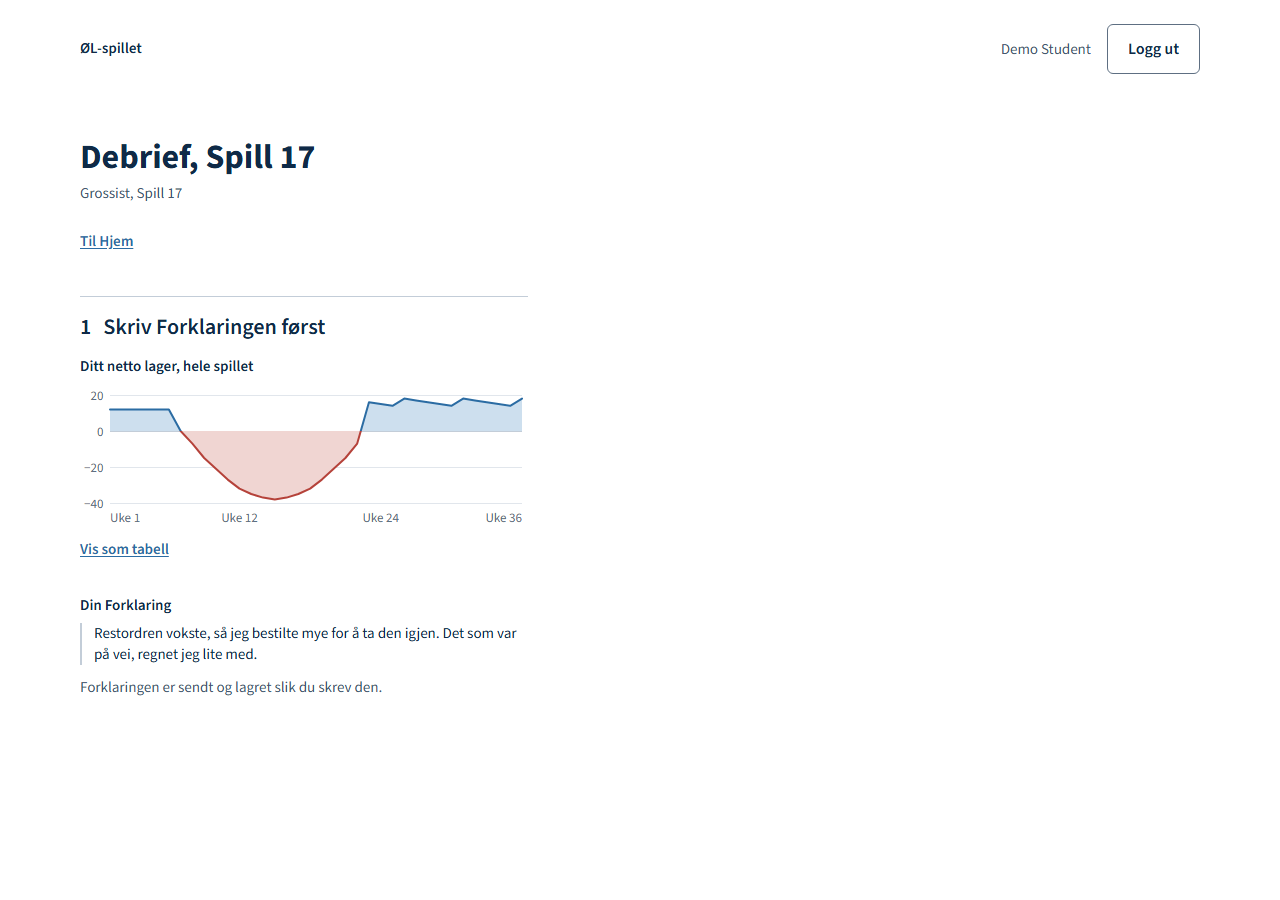 ØL-spillet
Demo Student
Logg ut
Debrief, Spill 17
Grossist, Spill 17
Til Hjem
1 Skriv Forklaringen først
Ditt netto lager, hele spillet
20
0
−20
−40
Uke 1
Uke 12
Uke 24
Uke 36
Vis som tabell
Din Forklaring
Restordren vokste, så jeg bestilte mye for å ta den igjen. Det som var
på vei, regnet jeg lite med.
Forklaringen er sendt og lagret slik du skrev den.